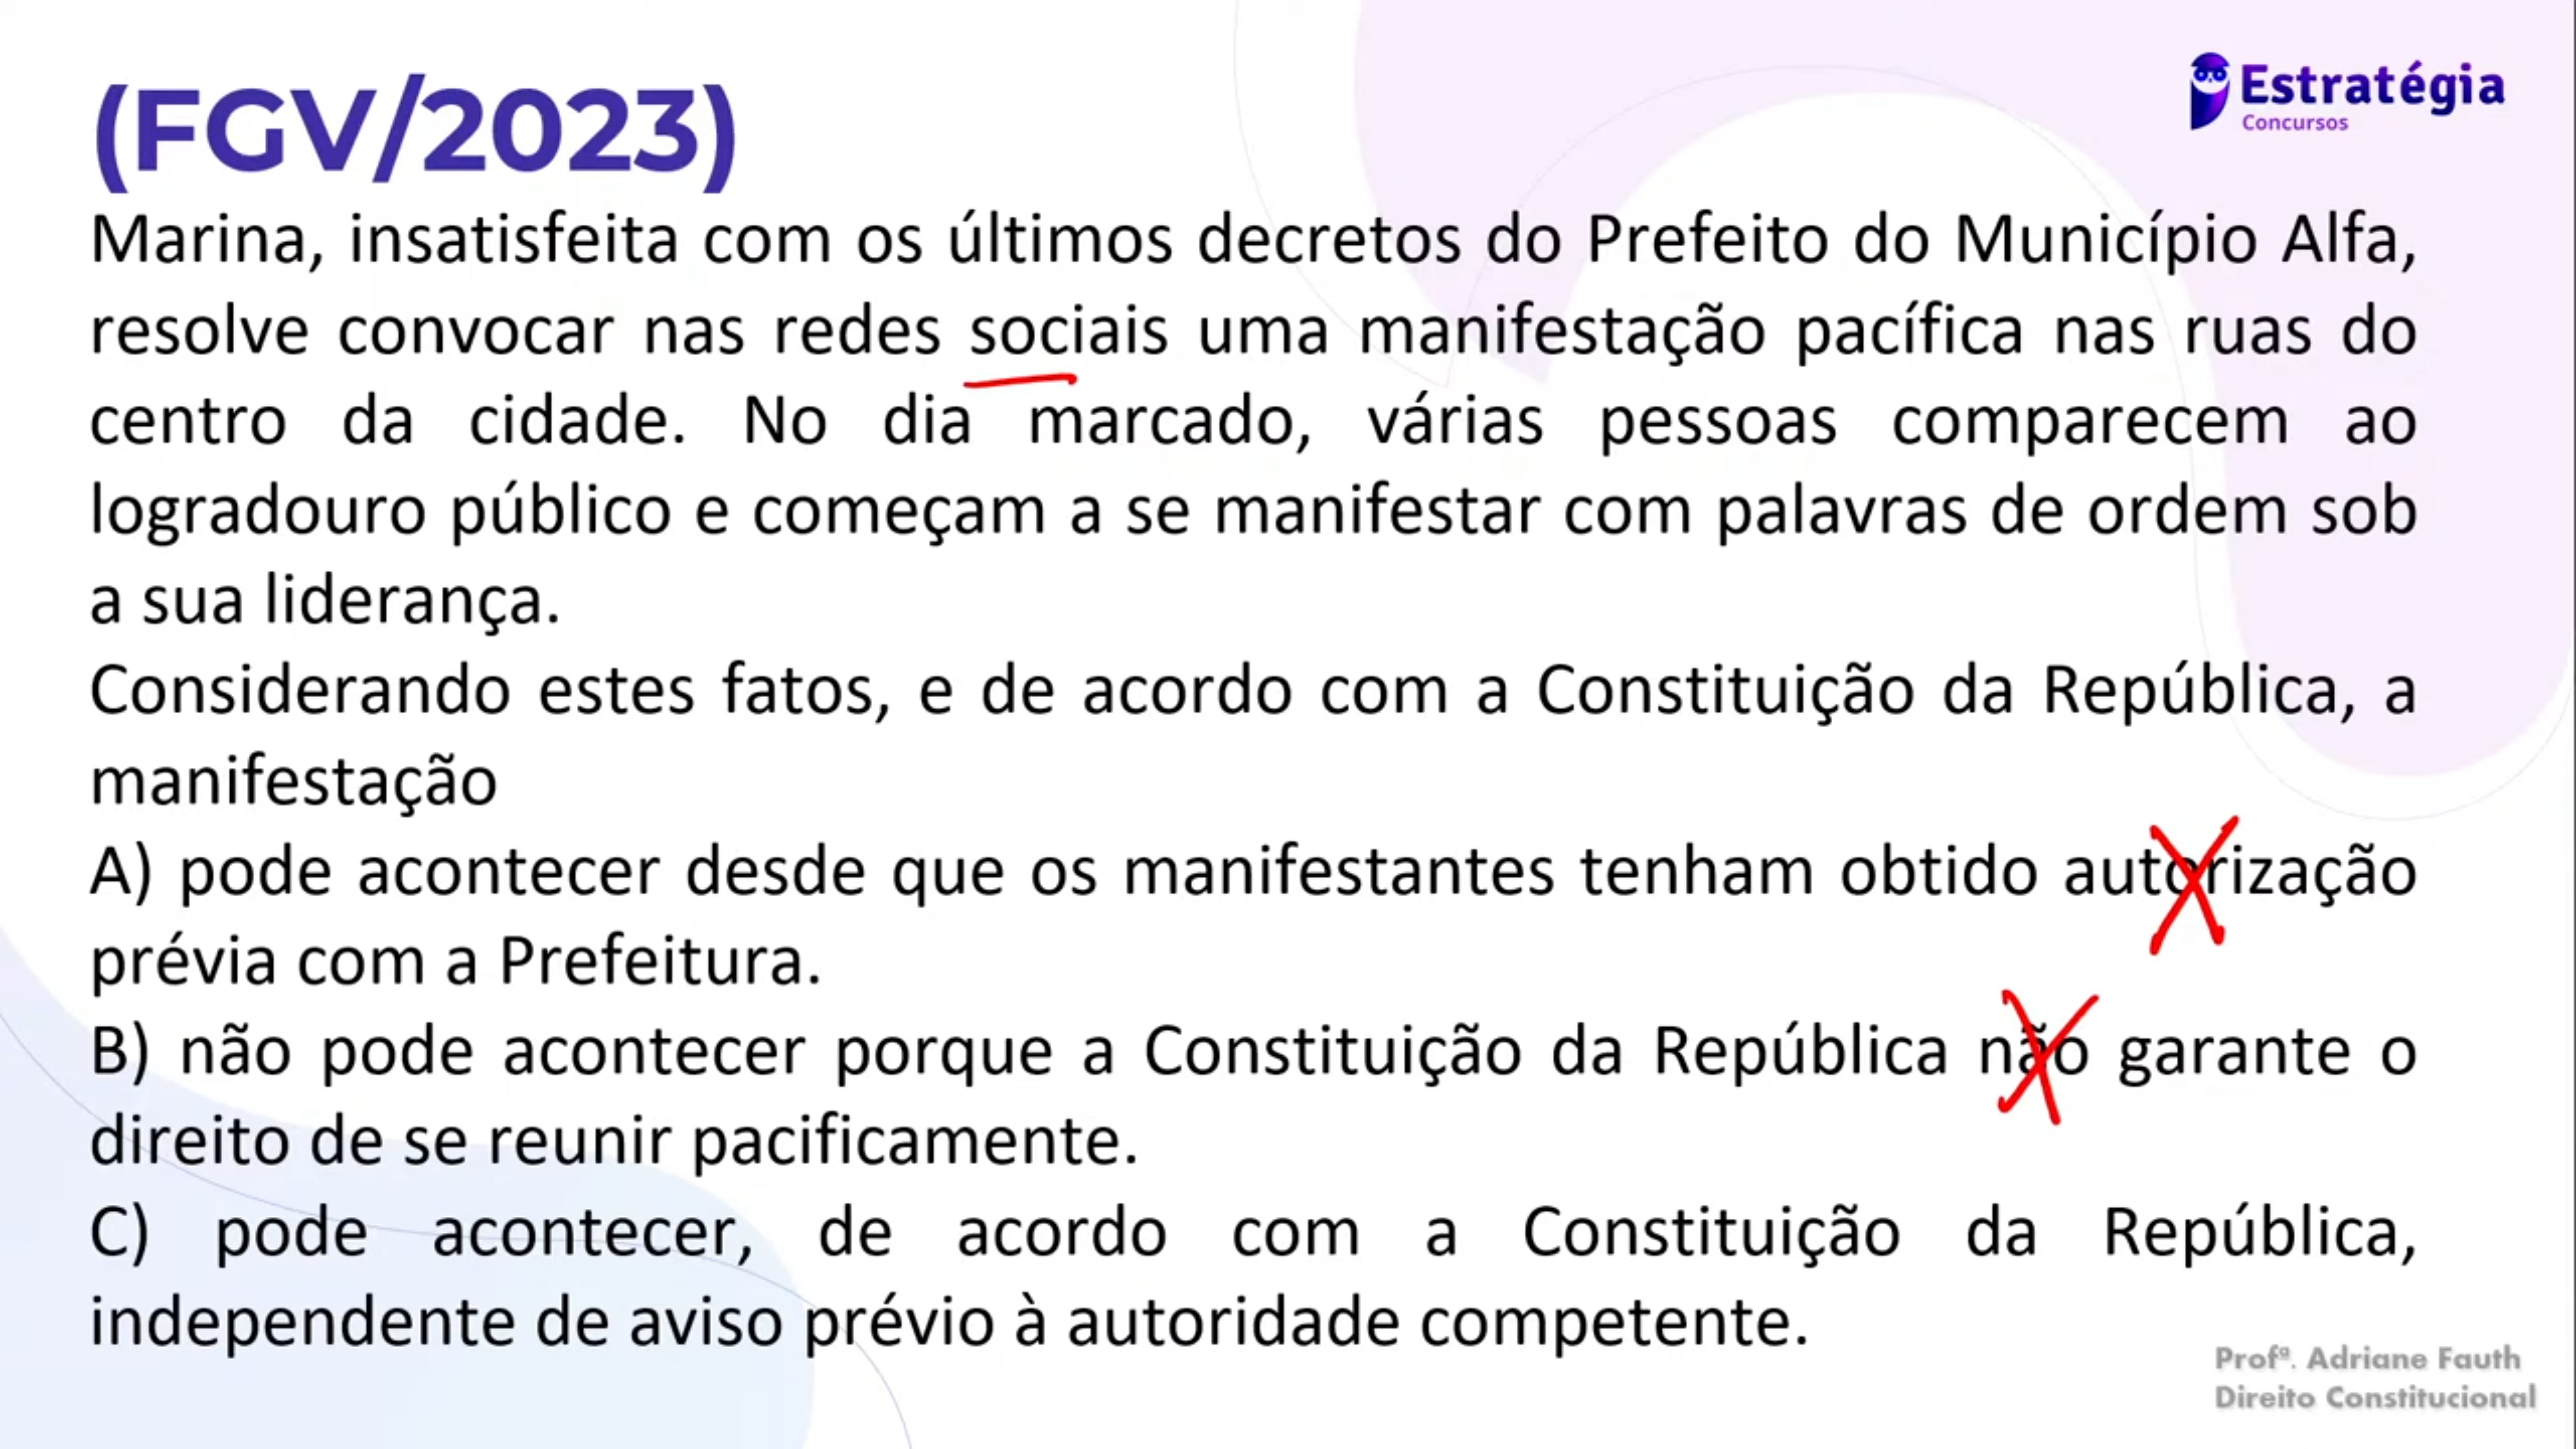 (FGV/2023)
Estratégia
Concursos
Marina, insatisfeita com os últimos decretos do Prefeito do Município Alfa,
resolve convocar nas redes sociais uma manifestação pacífica nas ruas do
centro da cidade. No dia marcado, várias pessoas comparecem ao
logradouro público e começam a se manifestar com palavras de ordem sob
a sua liderança.
Considerando estes fatos, e de acordo com a Constituição da República, a
manifestação
A) pode acontecer desde que os manifestantes tenham obtido autorização
prévia com a Prefeitura.
B) não pode acontecer porque a Constituição da República não garante o
direito de se reunir pacificamente.
C) pode acontecer, de acordo com a Constituição da República,
independente de aviso prévio à autoridade competente.
Profª. Adriane Fauth
Direito Constitucional